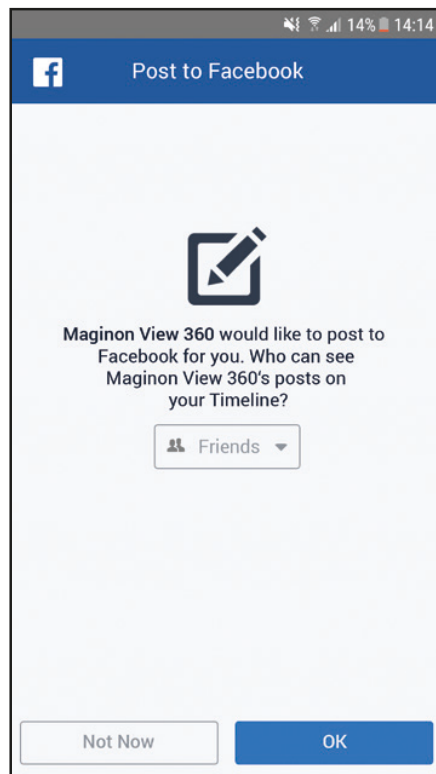 14% 14:14
Post to Facebook
Maginon View 360 would like to post to
Facebook for you. Who can see
Maginon View 360‘s posts on
your Timeline?
Friends
Not Now OK